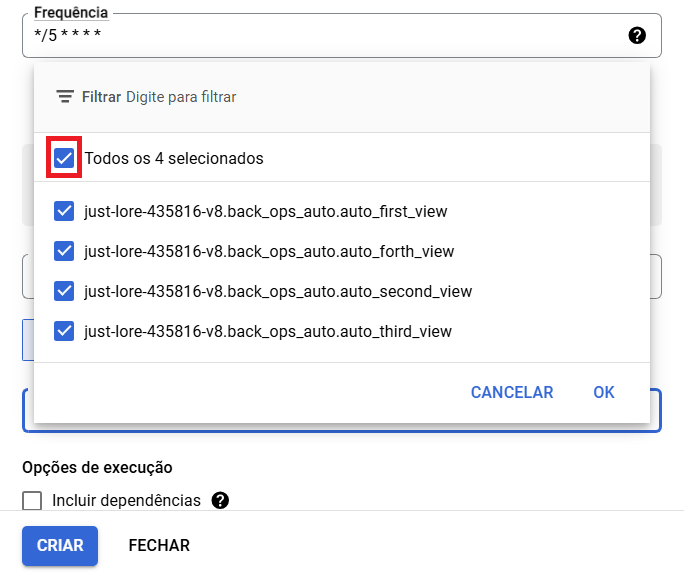 Frequência
*/5 * * * *
Filtrar Digite para filtrar
Todos os 4 selecionados
just-lore-435816-v8.back_ops_auto.auto_first_view
just-lore-435816-v8.back_ops_auto.auto_forth_view
just-lore-435816-v8.back_ops_auto.auto_second_view
just-lore-435816-v8.back_ops_auto.auto_third_view
CANCELAR OK
Opções de execução
Incluir dependências
CRIAR FECHAR